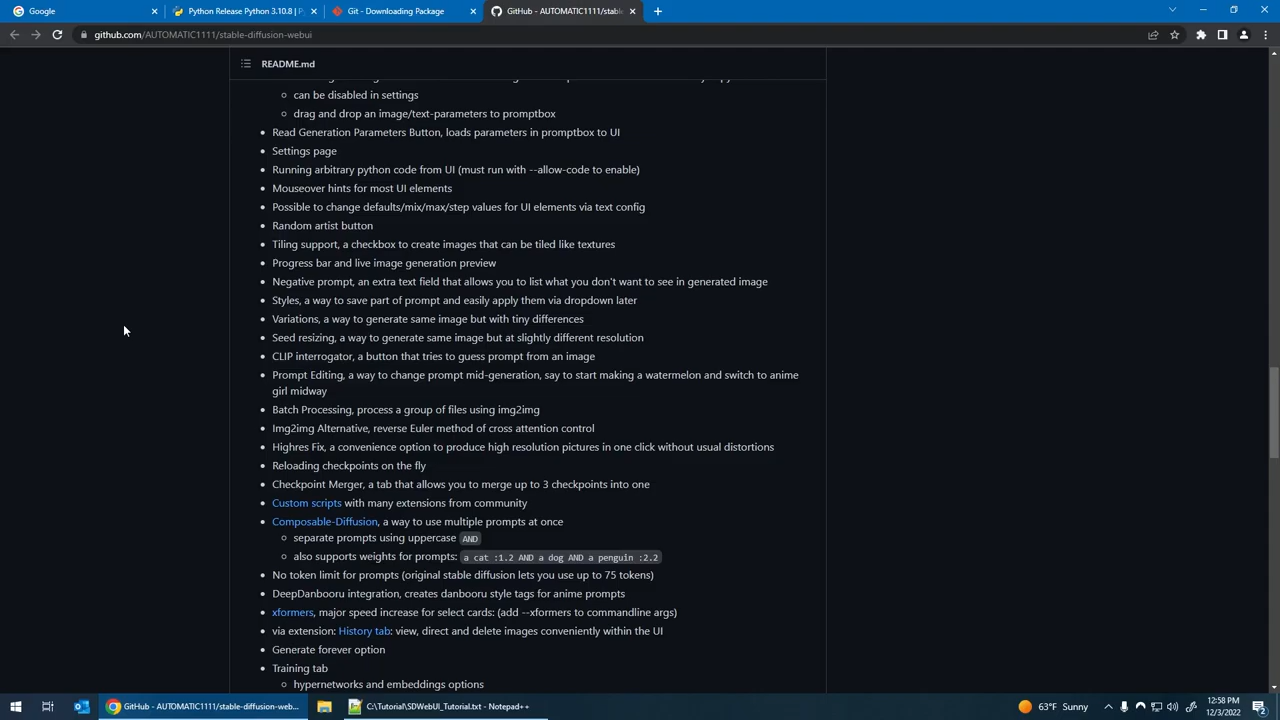 Google
Python Release Python 3.10.8 | P
Git - Downloading Package
GitHub - AUTOMATIC1111/stable
github.com/AUTOMATIC1111/stable-diffusion-webui
README.md
can be disabled in settings
drag and drop an image/text-parameters to promptbox
Read Generation Parameters Button, loads parameters in promptbox to UI
Settings page
Running arbitrary python code from UI (must run with --allow-code to enable)
Mouseover hints for most UI elements
Possible to change defaults/mix/max/step values for UI elements via text config
Random artist button
Tiling support, a checkbox to create images that can be tiled like textures
Progress bar and live image generation preview
Negative prompt, an extra text field that allows you to list what you don't want to see in generated image
Styles, a way to save part of prompt and easily apply them via dropdown later
Variations, a way to generate same image but with tiny differences
Seed resizing, a way to generate same image but at slightly different resolution
CLIP interrogator, a button that tries to guess prompt from an image
Prompt Editing, a way to change prompt mid-generation, say to start making a watermelon and switch to anime
girl midway
Batch Processing, process a group of files using img2img
Img2img Alternative, reverse Euler method of cross attention control
Highres Fix, a convenience option to produce high resolution pictures in one click without usual distortions
Reloading checkpoints on the fly
Checkpoint Merger, a tab that allows you to merge up to 3 checkpoints into one
Custom scripts with many extensions from community
Composable-Diffusion, a way to use multiple prompts at once
separate prompts using uppercase AND
also supports weights for prompts: a cat :1.2 AND a dog AND a penguin :2.2
No token limit for prompts (original stable diffusion lets you use up to 75 tokens)
DeepDanbooru integration, creates danbooru style tags for anime prompts
xformers, major speed increase for select cards: (add --xformers to commandline args)
via extension: History tab: view, direct and delete images conveniently within the UI
Generate forever option
Training tab
hypernetworks and embeddings options
GitHub - AUTOMATIC1111/stable-diffusion-web...
C:\Tutorial\SDWebUI_Tutorial.txt - Notepad++
63°F Sunny
12:58 PM
12/3/2022
2